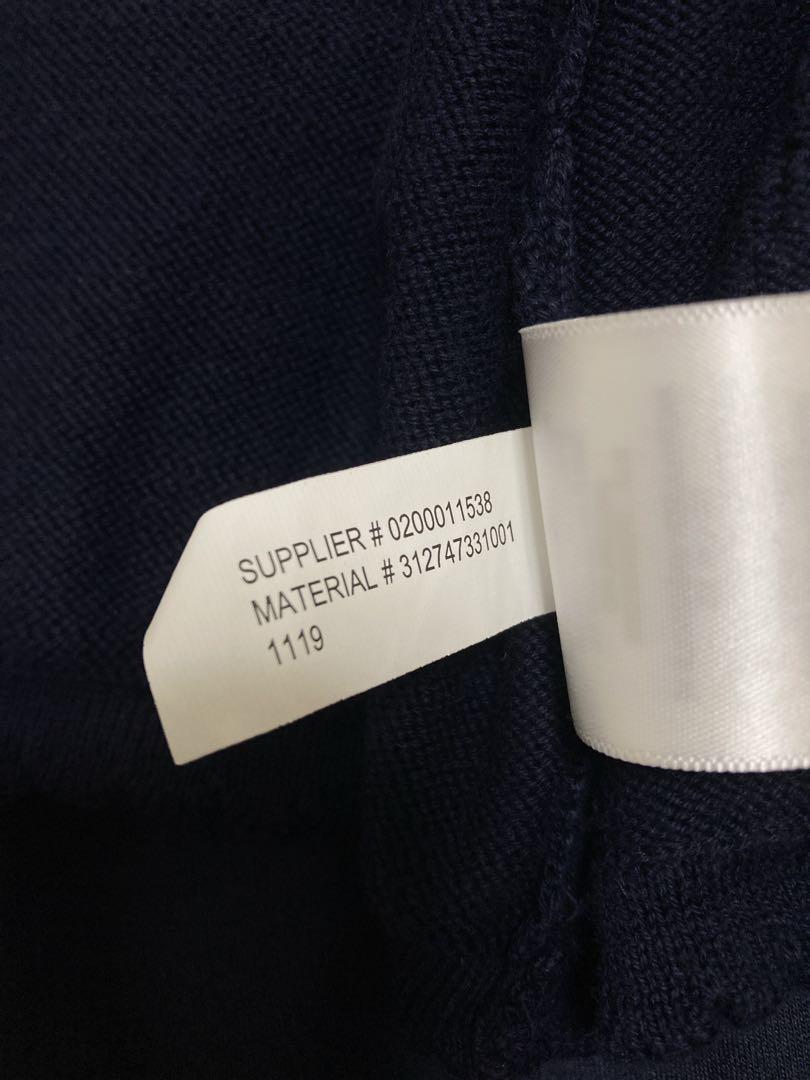 SUPPLIER # 0200011538
MATERIAL # 312747331001
1119